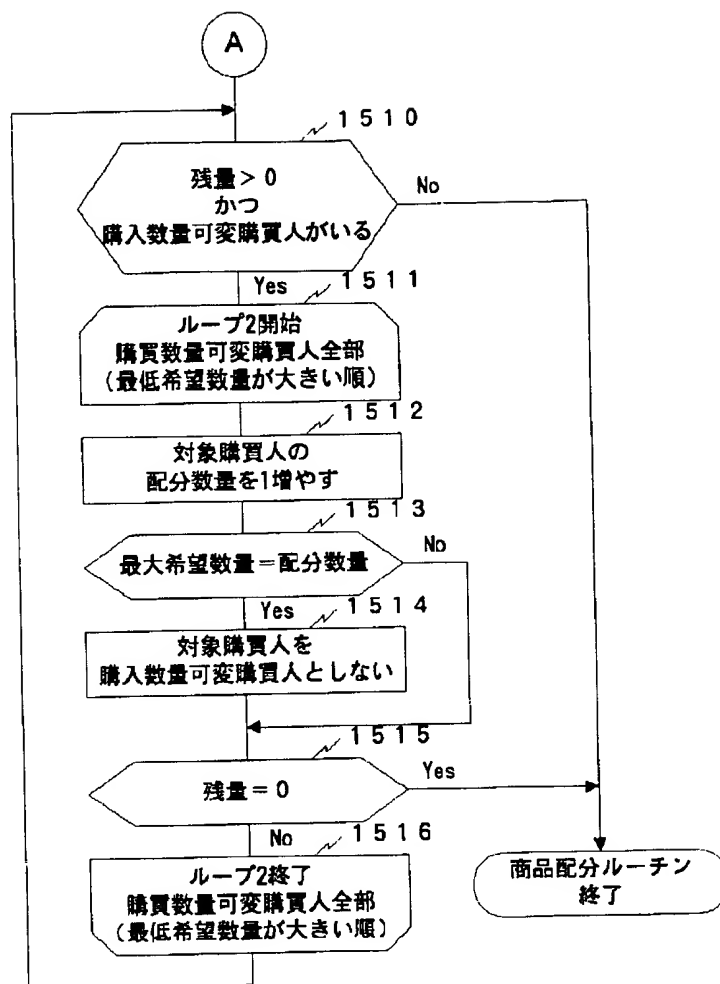 A
1510
残量>0
かつ
購入数量可変購買人がいる
No
Yes
1511
ループ2開始
購買数量可変購買人全部
(最低希望数量が大きい順)
1512
対象購買人の
配分数量を1増やす
1513
最大希望数量=配分数量
No
Yes
1514
対象購買人を
購入数量可変購買人としない
1515
残量=0
Yes
No
1516
ループ2終了
購買数量可変購買人全部
(最低希望数量が大きい順)
商品配分ルーチン
終了